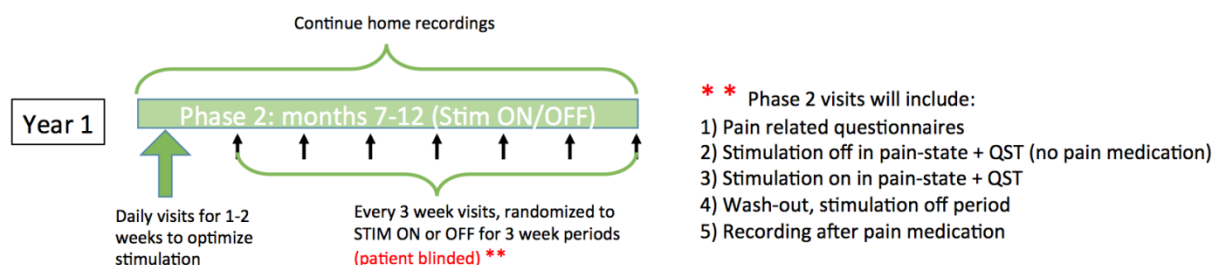 Continue home recordings
Year 1
Phase 2: months 7-12 (Stim ON/OFF)
Daily visits for 1-2
weeks to optimize
stimulation
Every 3 week visits, randomized to
STIM ON or OFF for 3 week periods
(patient blinded) **
* * Phase 2 visits will include:
1) Pain related questionnaires
2) Stimulation off in pain-state + QST (no pain medication)
3) Stimulation on in pain-state + QST
4) Wash-out, stimulation off period
5) Recording after pain medication